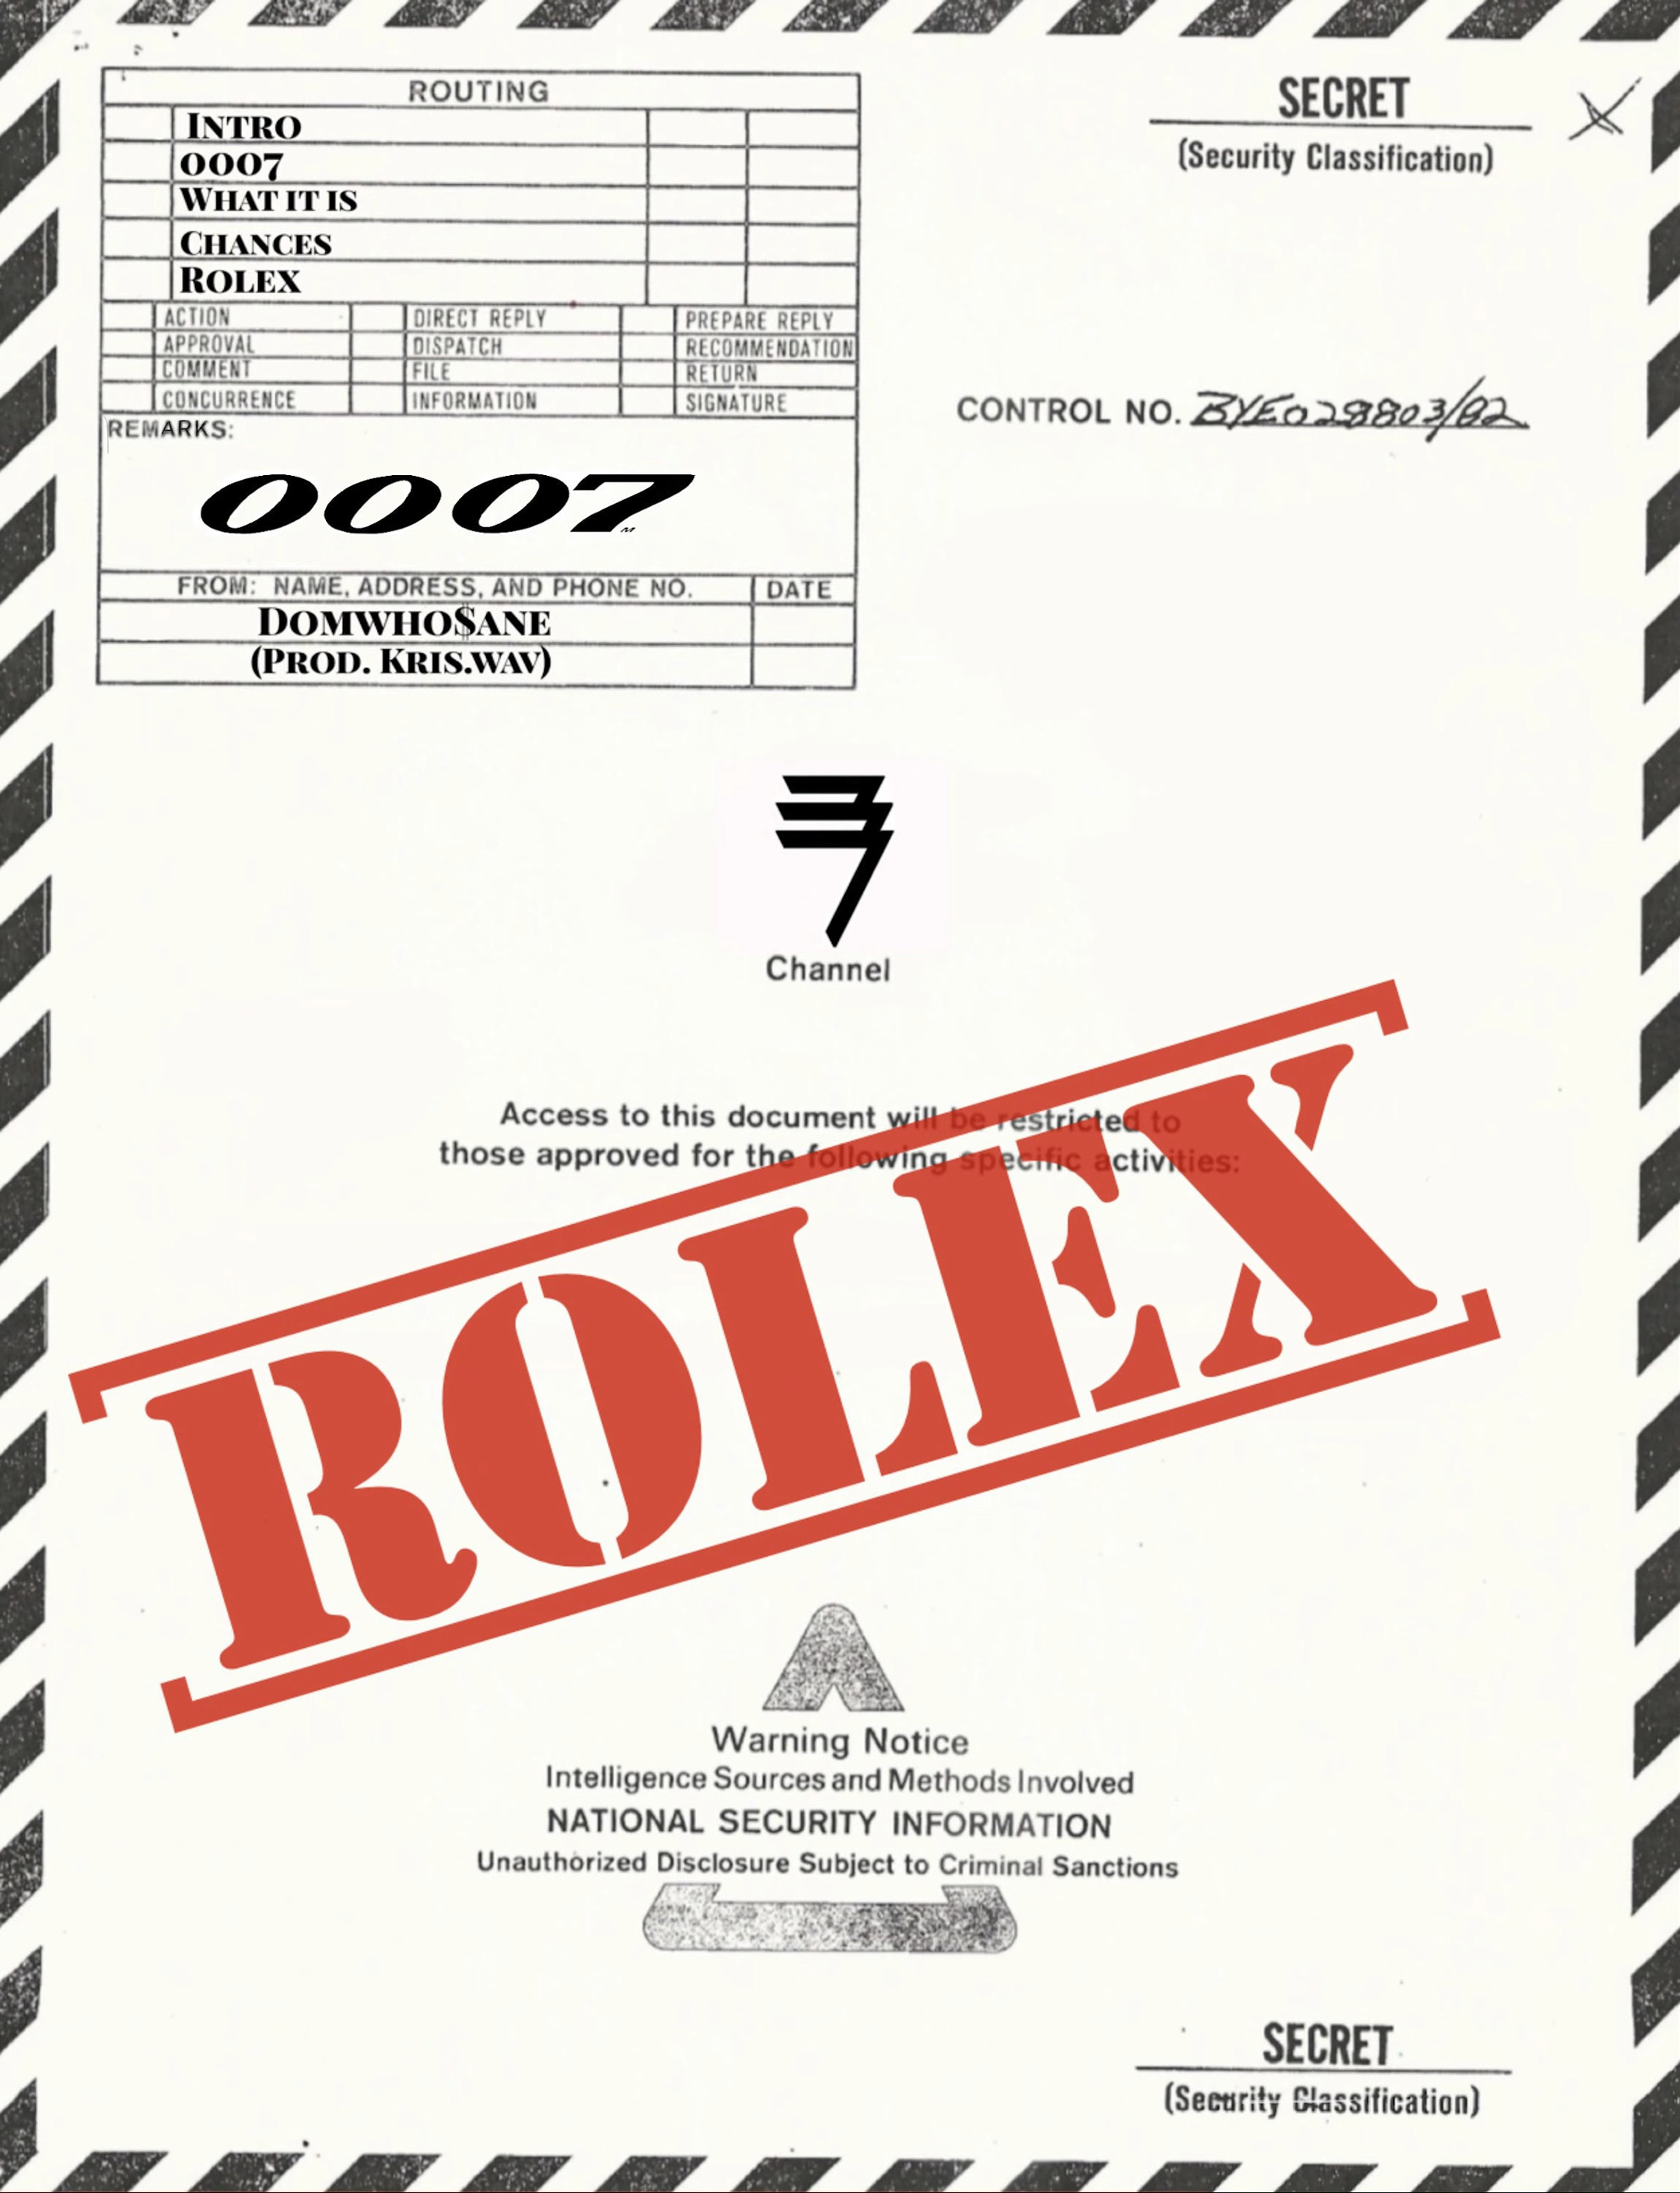 ROUTING
INTRO
0007
WHAT IT IS
CHANCES
ROLEX
ACTION DIRECT REPLY PREPARE REPLY
APPROVAL DISPATCH RECOMMENDATION
COMMENT FILE RETURN
CONCURRENCE INFORMATION SIGNATURE
REMARKS:
0007
FROM: NAME, ADDRESS, AND PHONE NO. DATE
DOMWHO$ANE
(PROD. KRIS.WAV)
SECRET
(Security Classification)
CONTROL NO. BYE028803/82
Channel
Access to this document will be restricted to
those approved for the following specific activities:
ROLEX
Warning Notice
Intelligence Sources and Methods Involved
NATIONAL SECURITY INFORMATION
Unauthorized Disclosure Subject to Criminal Sanctions
SECRET
(Security Classification)